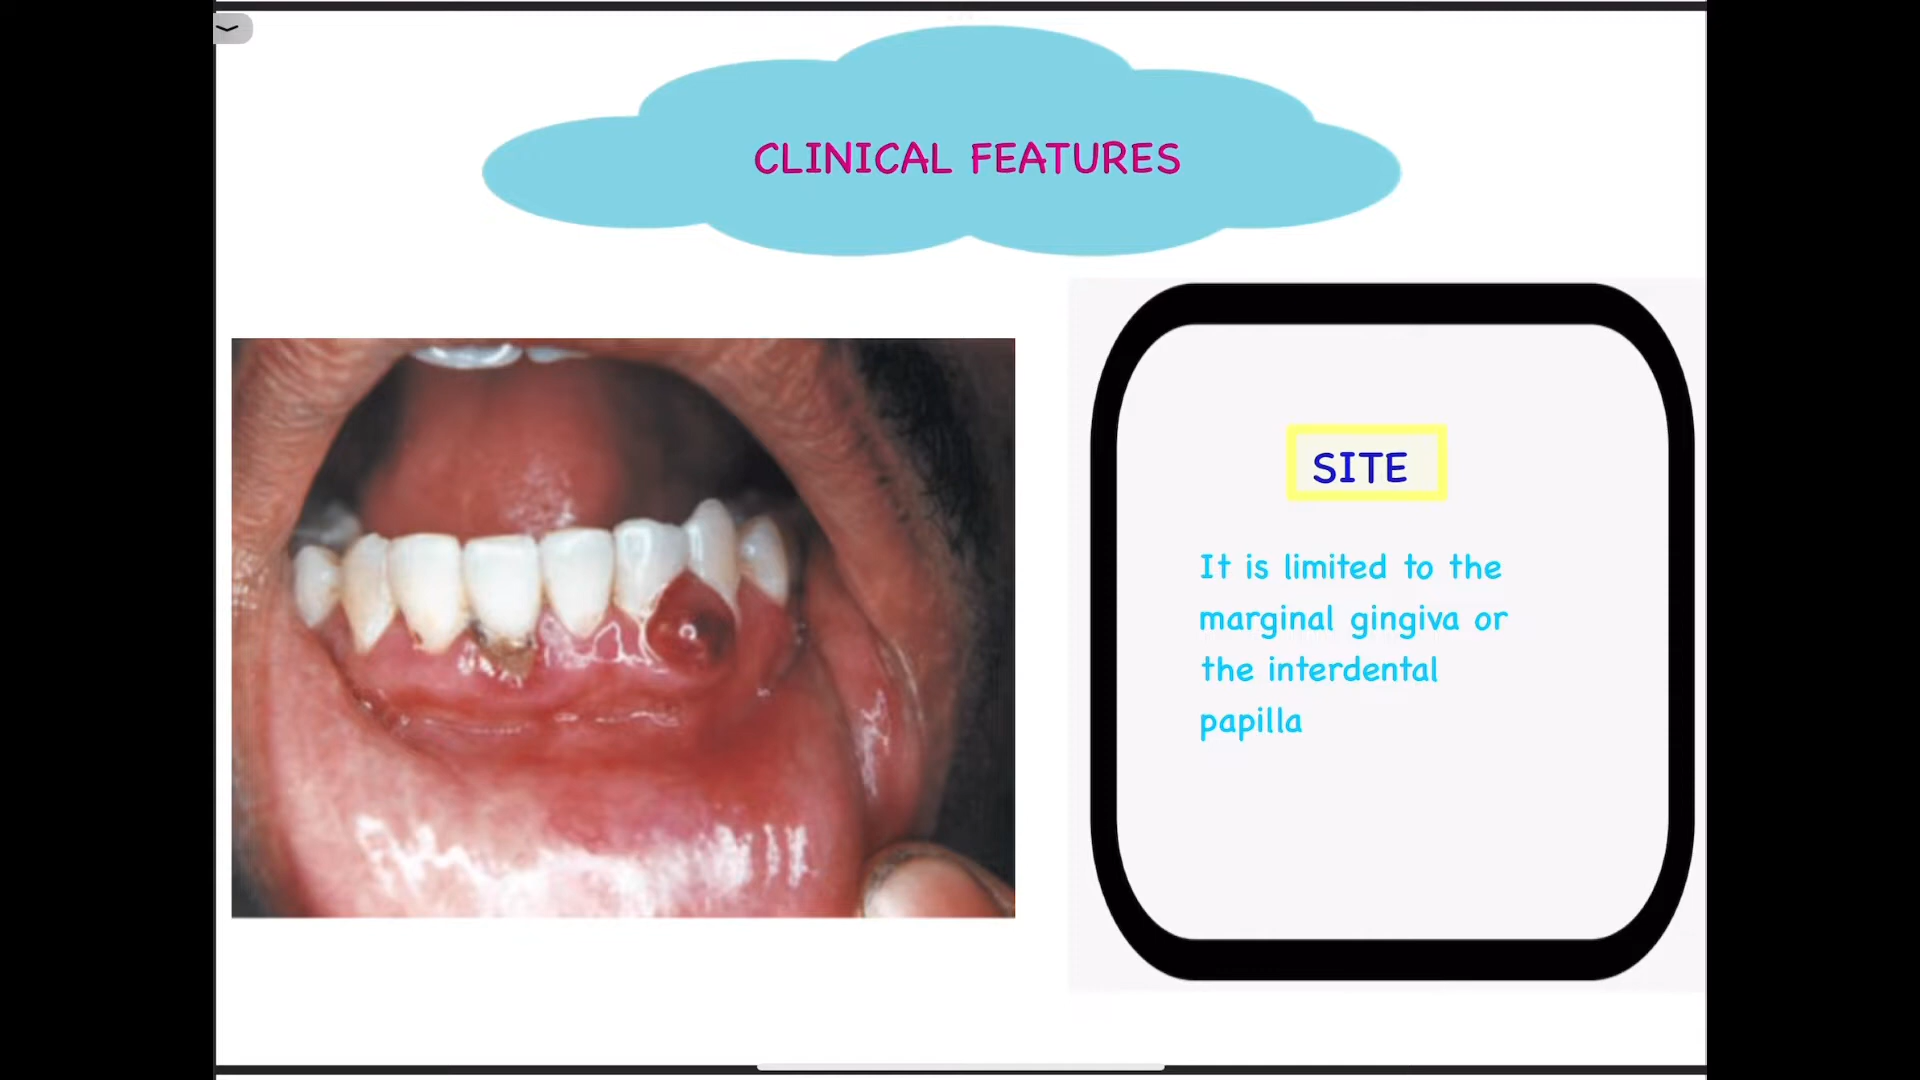 CLINICAL FEATURES
SITE
It is limited to the
marginal gingiva or
the interdental
papilla